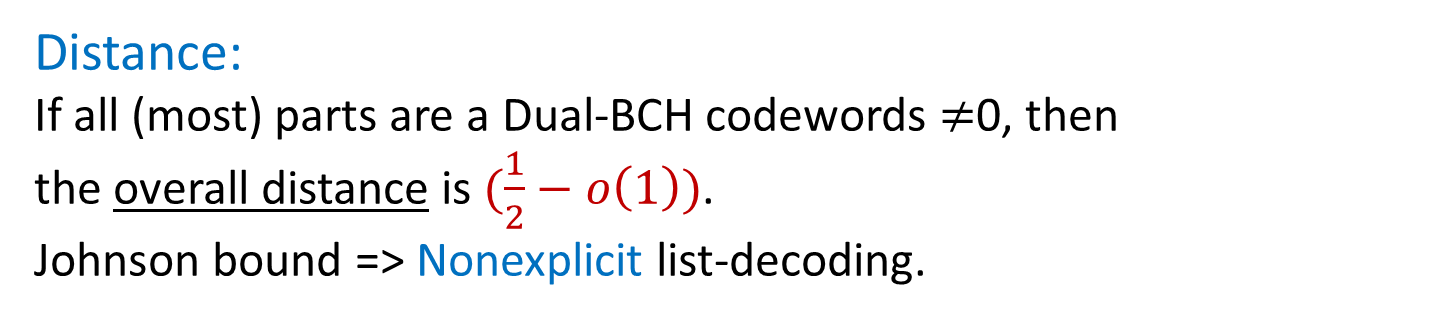 Distance:
If all (most) parts are a Dual-BCH codewords ≠0, then
the overall distance is (1/2 − o(1)).
Johnson bound => Nonexplicit list-decoding.